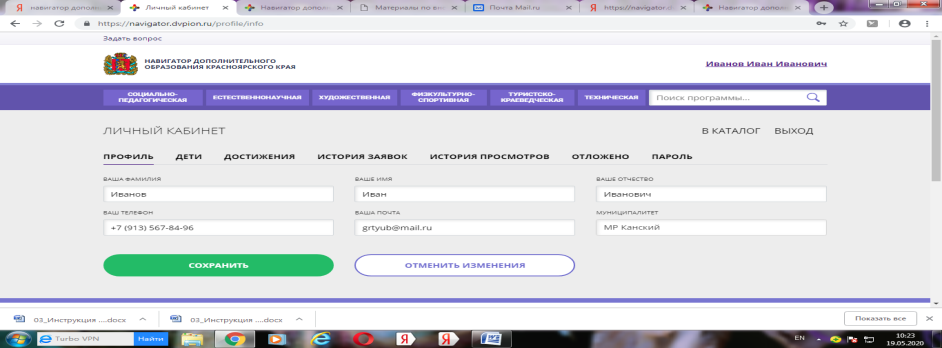 навигатор дополно
Личный кабинет
Навигатор дополн
Материалы по вн
Почта Mail.ru
https://navigator.d
Навигатор дополн
https://navigator.dvpion.ru/profile/info
Задать вопрос
НАВИГАТОР ДОПОЛНИТЕЛЬНОГО
ОБРАЗОВАНИЯ КРАСНОЯРСКОГО КРАЯ
Иванов Иван Иванович
СОЦИАЛЬНО-
ПЕДАГОГИЧЕСКАЯ
ЕСТЕСТВЕННОНАУЧНАЯ
ХУДОЖЕСТВЕННАЯ
ФИЗКУЛЬТУРНО-
СПОРТИВНАЯ
ТУРИСТСКО-
КРАЕВЕДЧЕСКАЯ
ТЕХНИЧЕСКАЯ
Поиск программы...
ЛИЧНЫЙ КАБИНЕТ
В КАТАЛОГ ВЫХОД
ПРОФИЛЬ ДЕТИ ДОСТИЖЕНИЯ ИСТОРИЯ ЗАЯВОК ИСТОРИЯ ПРОСМОТРОВ ОТЛОЖЕНО ПАРОЛЬ
ВАША ФАМИЛИЯ ВАШЕ ИМЯ ВАШЕ ОТЧЕСТВО
Иванов Иван Иванович
ВАШ ТЕЛЕФОН ВАША ПОЧТА МУНИЦИПАЛИТЕТ
+7 (913) 567-84-96 grtyub@mail.ru МР Канский
СОХРАНИТЬ ОТМЕНИТЬ ИЗМЕНЕНИЯ
03_Инструкция ....docx 03_Инструкция ....docx Показать все
Turbo VPN Найти EN 10:23
19.05.2020